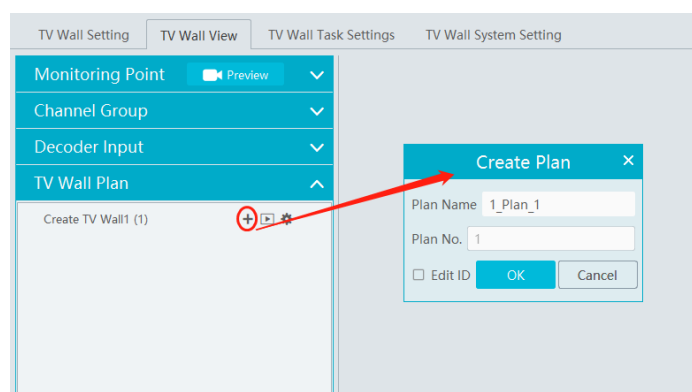 TV Wall Setting TV Wall View TV Wall Task Settings TV Wall System Setting
Monitoring Point Preview
Channel Group
Decoder Input
TV Wall Plan
Create TV Wall1 (1)
Create Plan
Plan Name 1_Plan_1
Plan No. 1
Edit ID OK Cancel